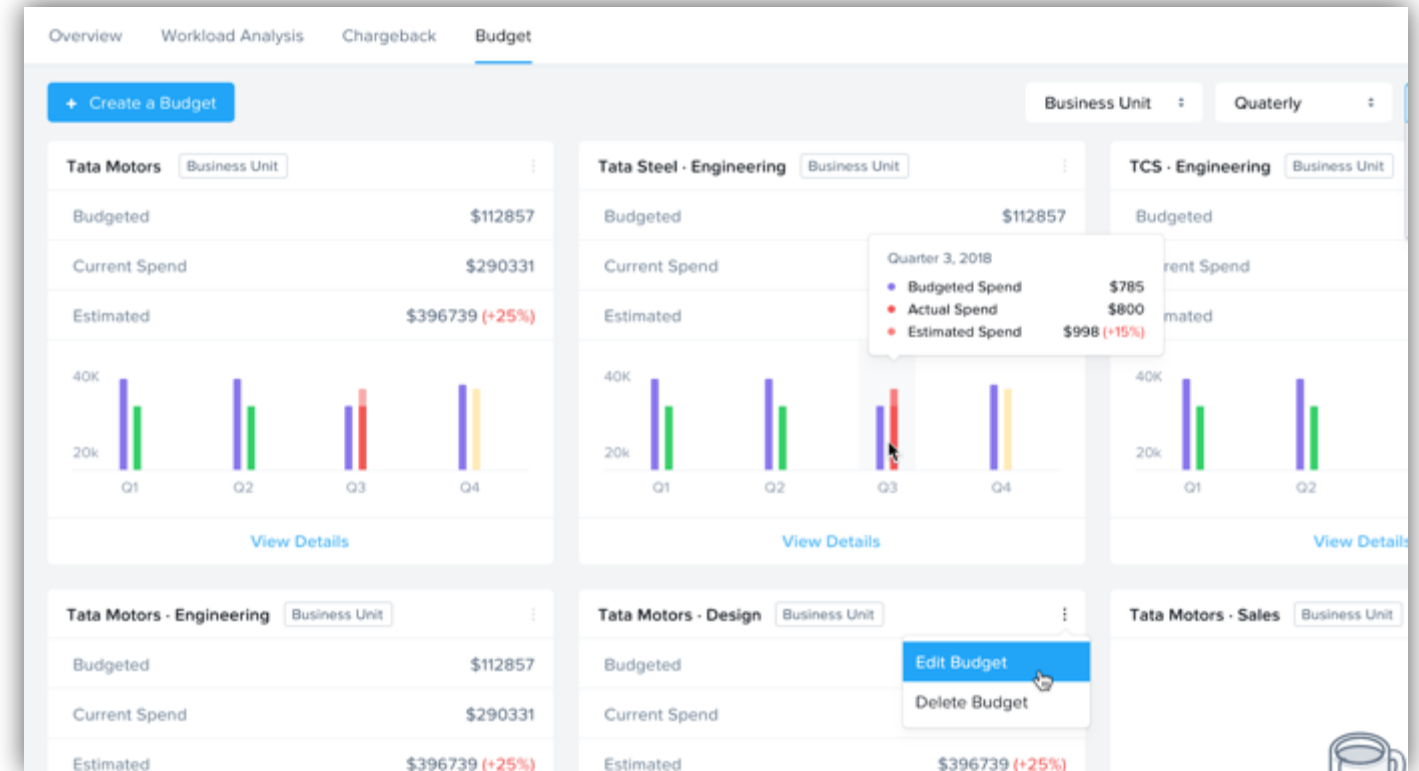 Overview Workload Analysis Chargeback Budget
+ Create a Budget Business Unit Quaterly
Tata Motors Business Unit
Budgeted $112857
Current Spend $290331
Estimated $396739 (+25%)
40K
20k
Q1 Q2 Q3 Q4
View Details
Tata Steel · Engineering Business Unit
Budgeted $112857
Current Spend
Estimated
Quarter 3, 2018
Budgeted Spend $785
Actual Spend $800
Estimated Spend $998 (+15%)
40K
20k
Q1 Q2 Q3 Q4
View Details
TCS · Engineering Business Unit
Budgeted
Spend
40K
20k
Q1 Q2
View Details
Tata Motors · Engineering Business Unit
Budgeted $112857
Current Spend $290331
Estimated $396739 (+25%)
Tata Motors · Design Business Unit
Budgeted
Current Spend
Estimated $396739 (+25%)
Edit Budget
Delete Budget
Tata Motors · Sales Business Unit